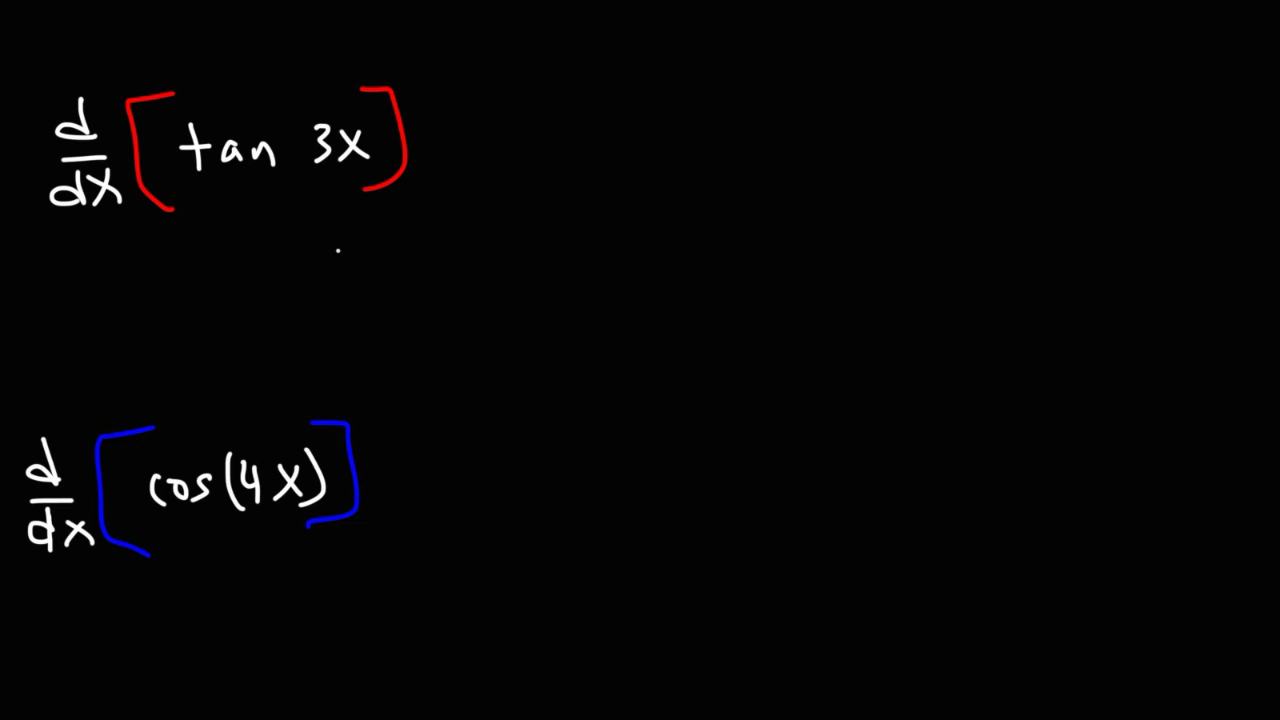 d/dx [tan 3x]
d/dx [cos(4x)]